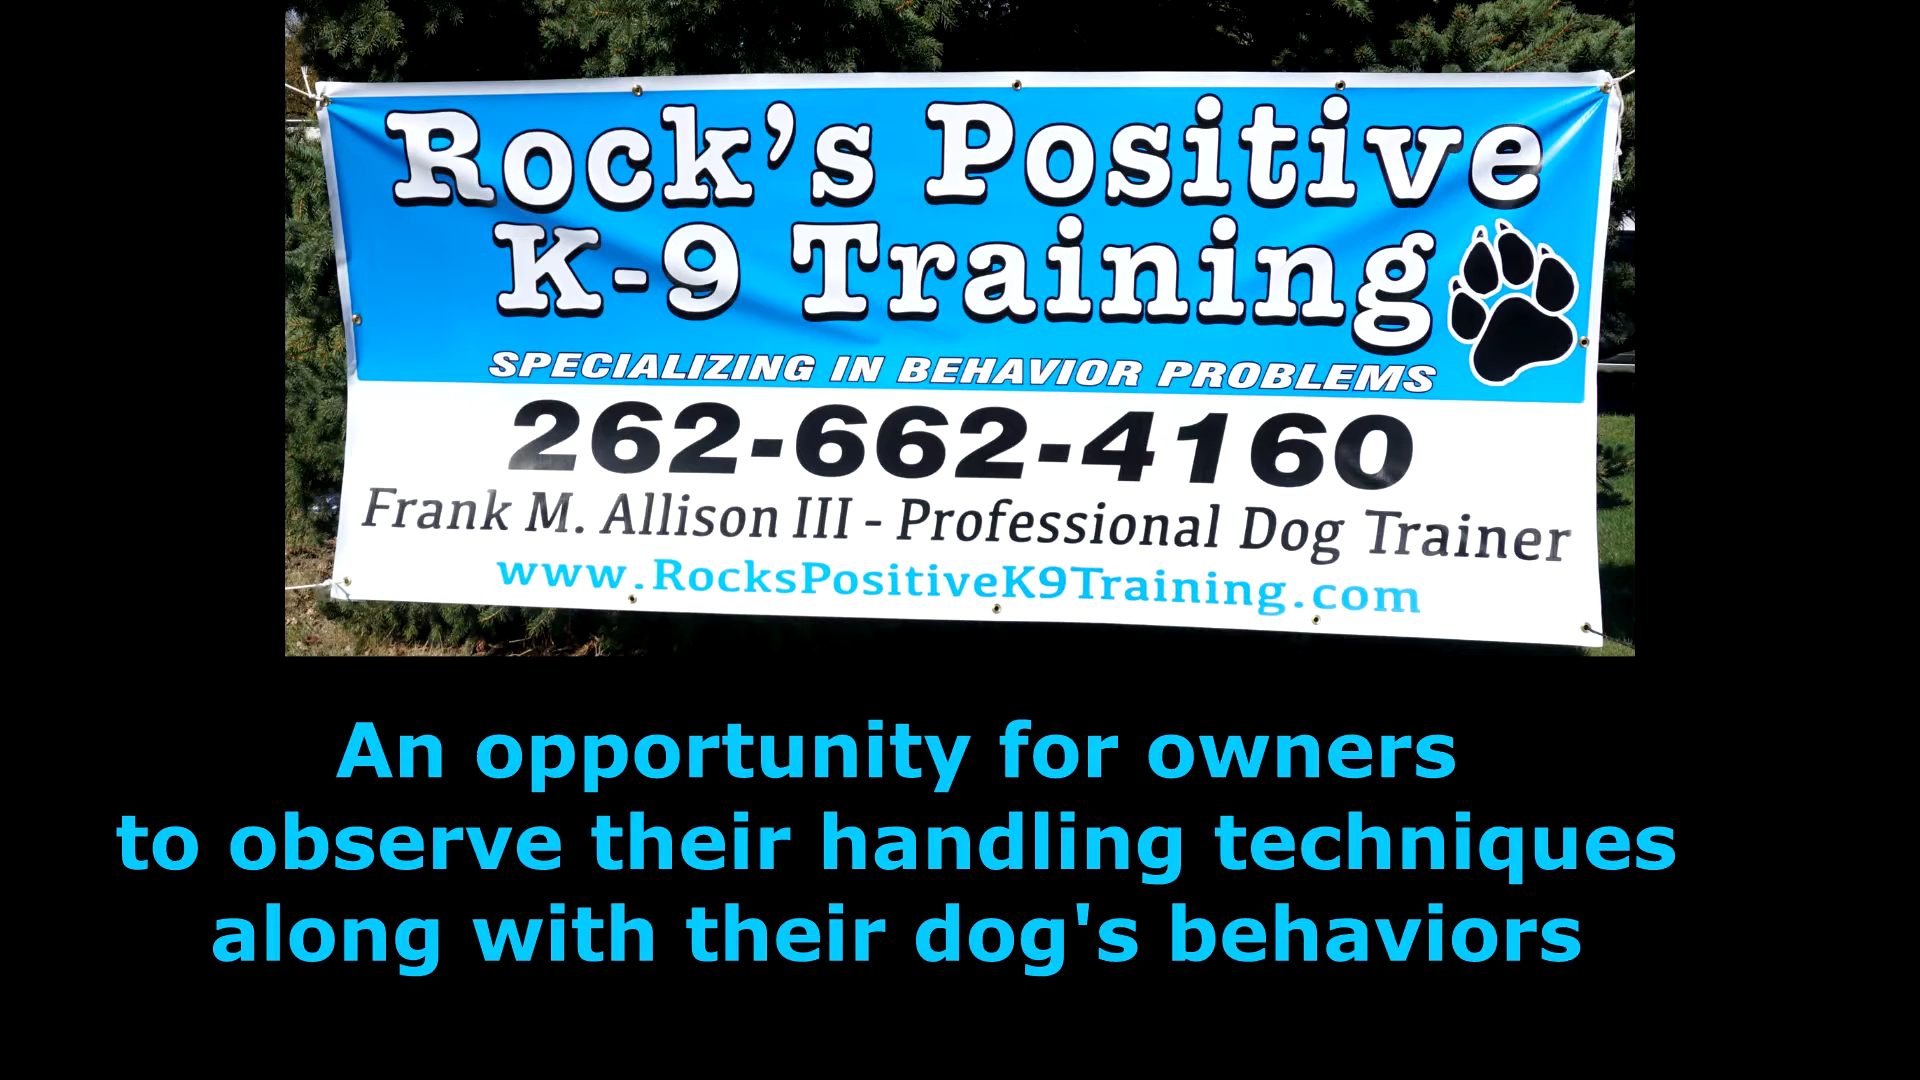 Rock's Positive
K-9 Training
SPECIALIZING IN BEHAVIOR PROBLEMS
262-662-4160
Frank M. Allison III - Professional Dog Trainer
www.RocksPositiveK9Training.com
An opportunity for owners
to observe their handling techniques
along with their dog's behaviors